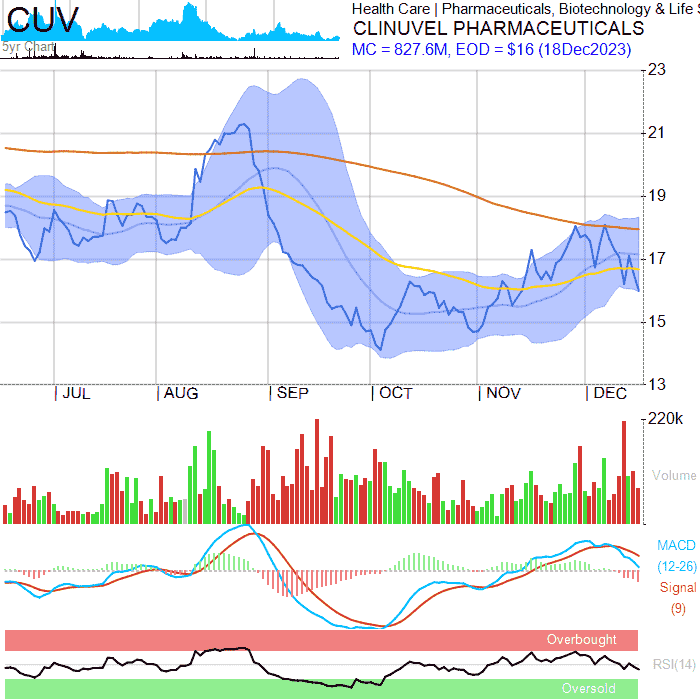 CUV
5yr Chart
Health Care | Pharmaceuticals, Biotechnology & Life
CLINUVEL PHARMACEUTICALS
MC = 827.6M, EOD = $16 (18Dec2023)
23
21
19
17
15
13
JUL AUG SEP OCT NOV DEC
220k
Volume
MACD
(12-26)
Signal
(9)
Overbought
RSI(14)
Oversold